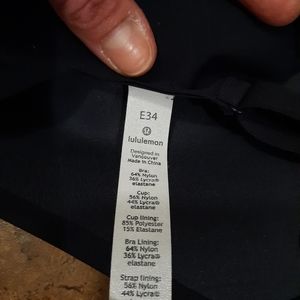 E34
lululemon
Designed in
Vancouver
Made in China
Bra:
64% Nylon
36% Lycra®
elastane
Cup:
56% Nylon
44% Lycra®
elastane
Cup lining:
85% Polyester
15% Elastane
Bra Lining:
64% Nylon
36% Lycra®
elastane
Strap lining:
56% Nylon
44% Lycra®